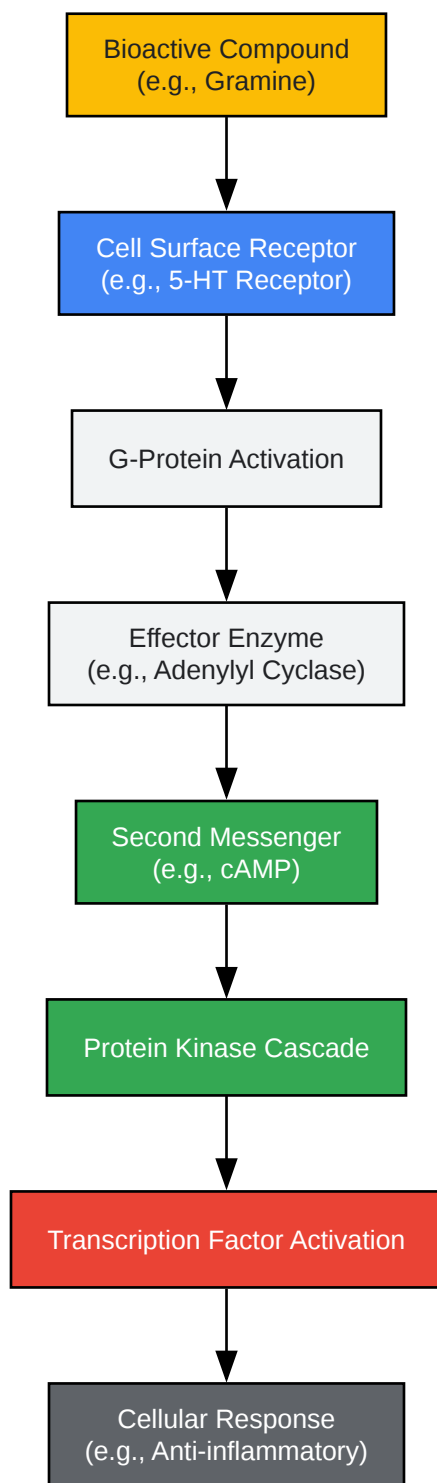 Bioactive Compound
(e.g., Gramine)
Cell Surface Receptor
(e.g., 5-HT Receptor)
G-Protein Activation
Effector Enzyme
(e.g., Adenylyl Cyclase)
Second Messenger
(e.g., cAMP)
Protein Kinase Cascade
Transcription Factor Activation
Cellular Response
(e.g., Anti-inflammatory)